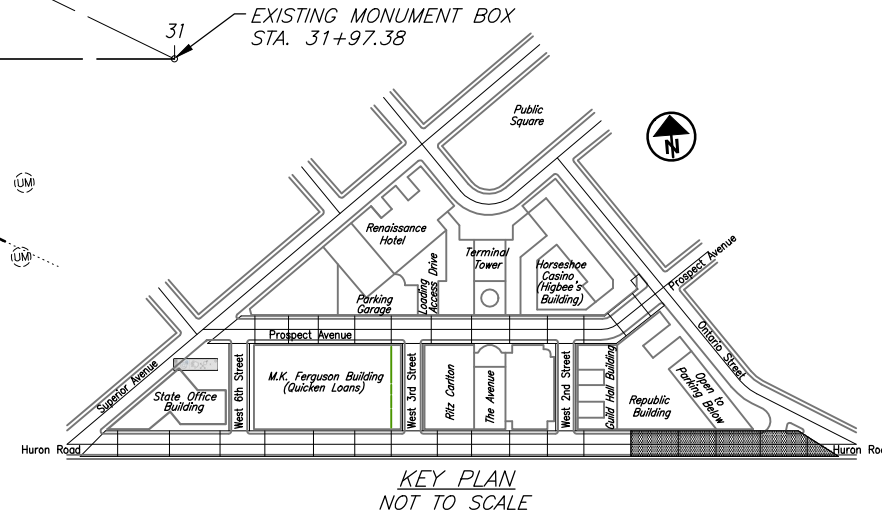 31
EXISTING MONUMENT BOX
STA. 31+97.38
UM
UM
Public
Square
N
Renaissance
Hotel
Terminal
Tower
Loading
Access Drive
Parking
Garage
Horseshoe
Casino
(Higbee's
Building)
Prospect Avenue
Prospect Avenue
Ontario Street
Superior Avenue
State Office
Building
West 6th Street
M.K. Ferguson Building
(Quicken Loans)
West 3rd Street
Ritz Carlton
The Avenue
West 2nd Street
Guild Hall Building
Republic
Building
Open to
Parking Below
Huron Road
Huron Roa
KEY PLAN
NOT TO SCALE